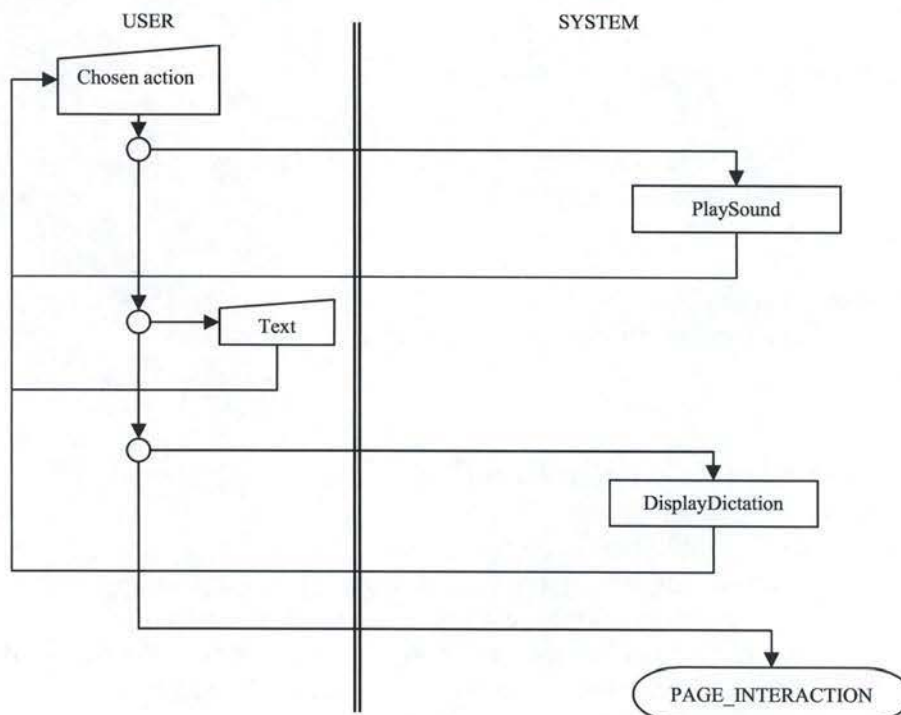 USER
SYSTEM
Chosen action
PlaySound
Text
DisplayDictation
PAGE_INTERACTION